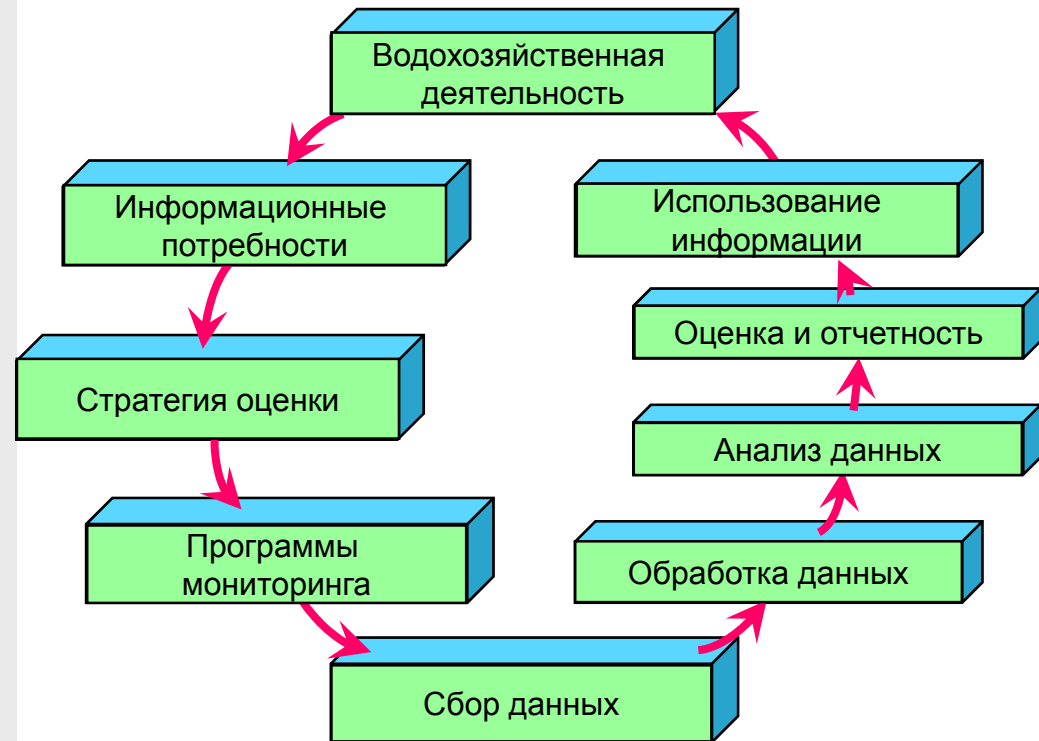 Водохозяйственная
деятельность
Информационные
потребности
Стратегия оценки
Программы
мониторинга
Сбор данных
Обработка данных
Анализ данных
Оценка и отчетность
Использование
информации